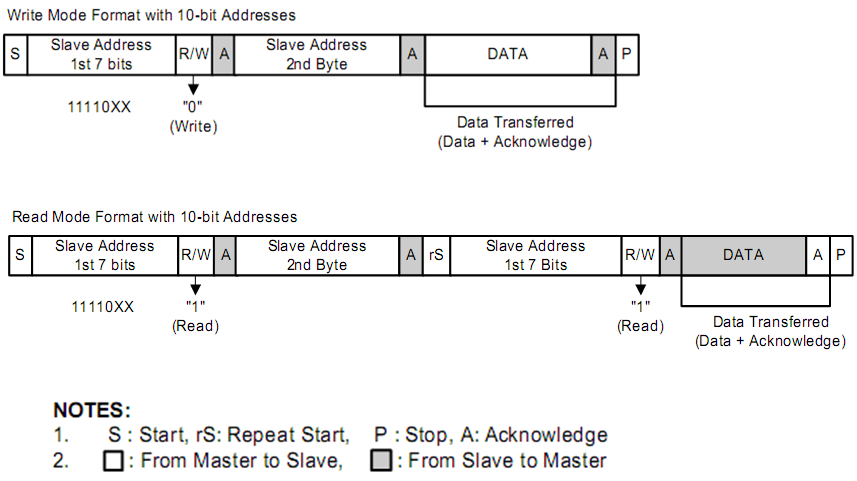 Write Mode Format with 10-bit Addresses
S Slave Address 1st 7 bits R/W A Slave Address 2nd Byte A DATA A P
11110XX "0" (Write)
Data Transferred
(Data + Acknowledge)
Read Mode Format with 10-bit Addresses
S Slave Address 1st 7 bits R/W A Slave Address 2nd Byte A rS Slave Address 1st 7 Bits R/W A DATA A P
11110XX "1" (Read) "1" (Read)
Data Transferred
(Data + Acknowledge)
NOTES:
1. S : Start, rS: Repeat Start, P : Stop, A: Acknowledge
2. : From Master to Slave, : From Slave to Master